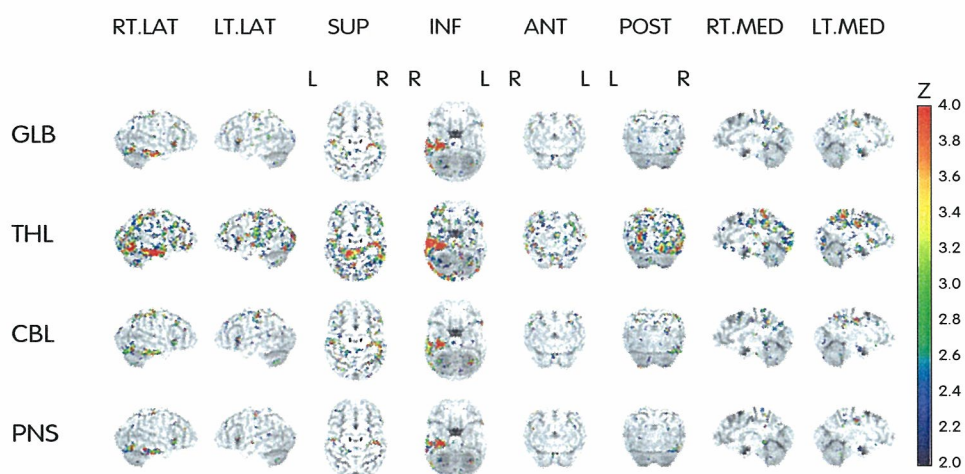 RT.LAT LT.LAT SUP INF ANT POST RT.MED LT.MED
L R R L R L L R
Z
GLB
THL
CBL
PNS
4.0
3.8
3.6
3.4
3.2
3.0
2.8
2.6
2.4
2.2
2.0